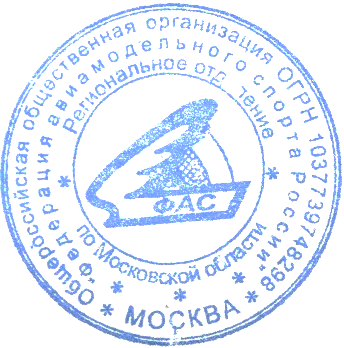 Общероссийская общественная организация ОГРН 1037739748298
"Федерация авиамодельного спорта России"
Региональное отделение
по Московской области
ФАС
* МОСКВА *